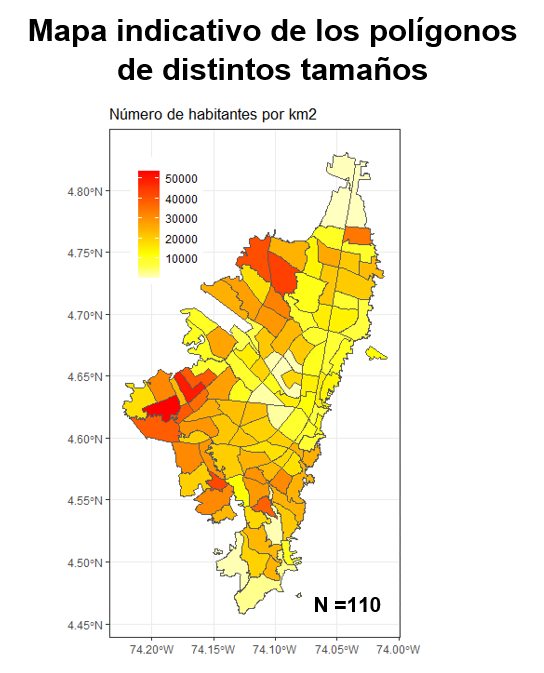 Mapa indicativo de los polígonos
de distintos tamaños
Número de habitantes por km2
50000
40000
30000
20000
10000
4.80°N
4.75°N
4.70°N
4.65°N
4.60°N
4.55°N
4.50°N
4.45°N
N =110
74.20°W 74.15°W 74.10°W 74.05°W 74.00°W